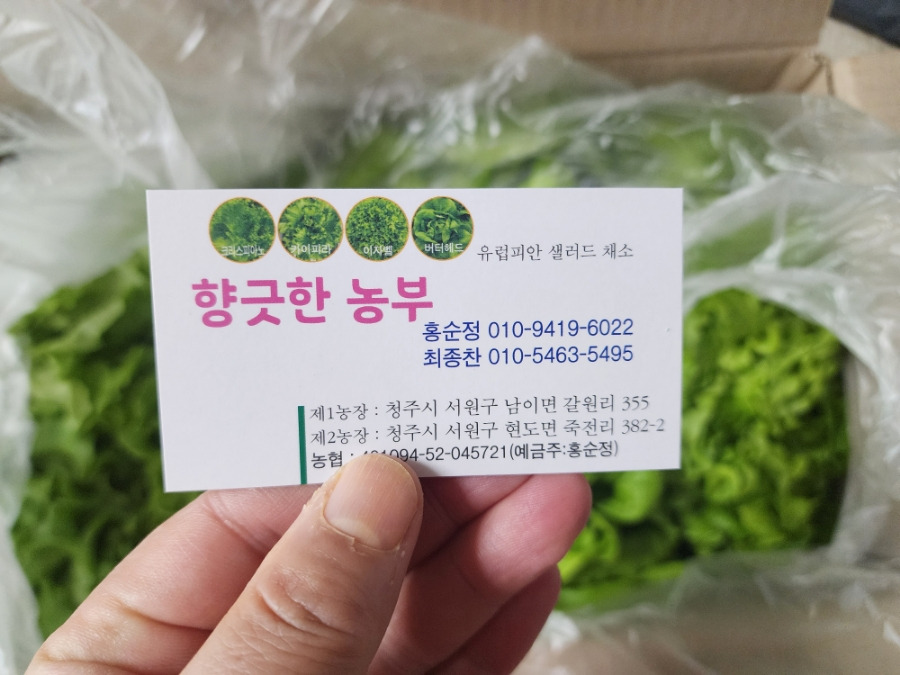 크리스피아노 카이피라 이자벨 버터헤드
유럽피안 샐러드 채소
향긋한 농부
홍순정 010-9419-6022
최종찬 010-5463-5495
제1농장 : 청주시 서원구 남이면 갈원리 355
제2농장 : 청주시 서원구 현도면 죽전리 382-2
농협 : 094-52-045721(예금주:홍순정)